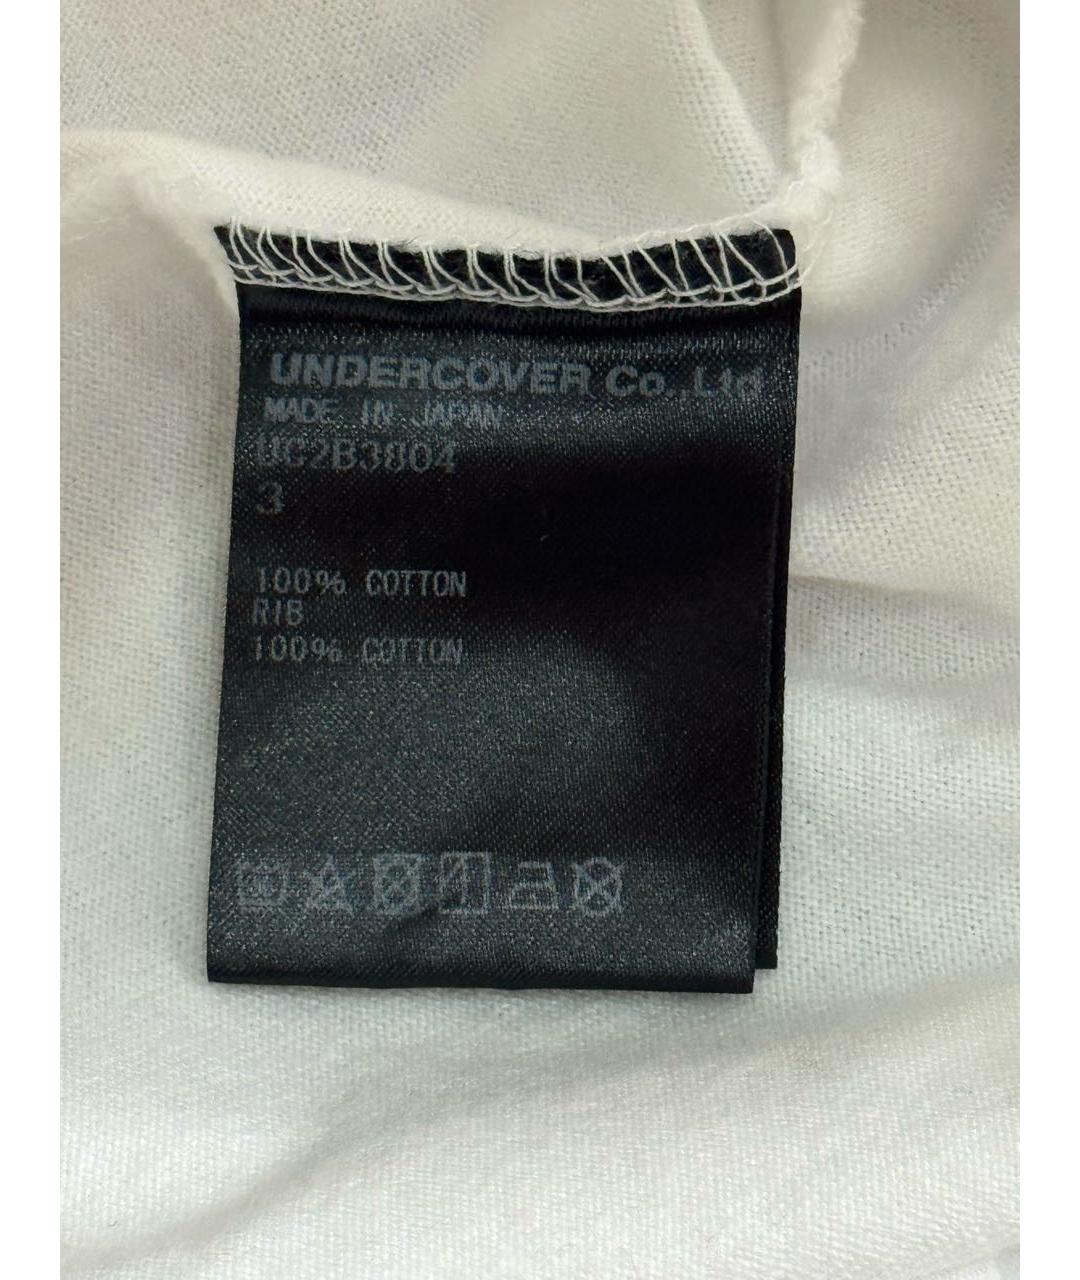 UNDERCOVER Co.,Ltd
MADE IN JAPAN
UC2B3804
3
100% COTTON
RIB
100% COTTON